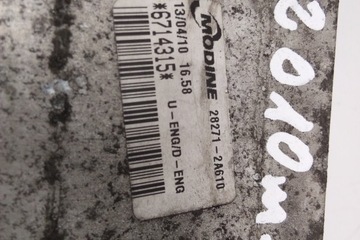 MODINE
28271-2A610
13/04/10 16.58
*6714315*
U-ENG/D-ENG